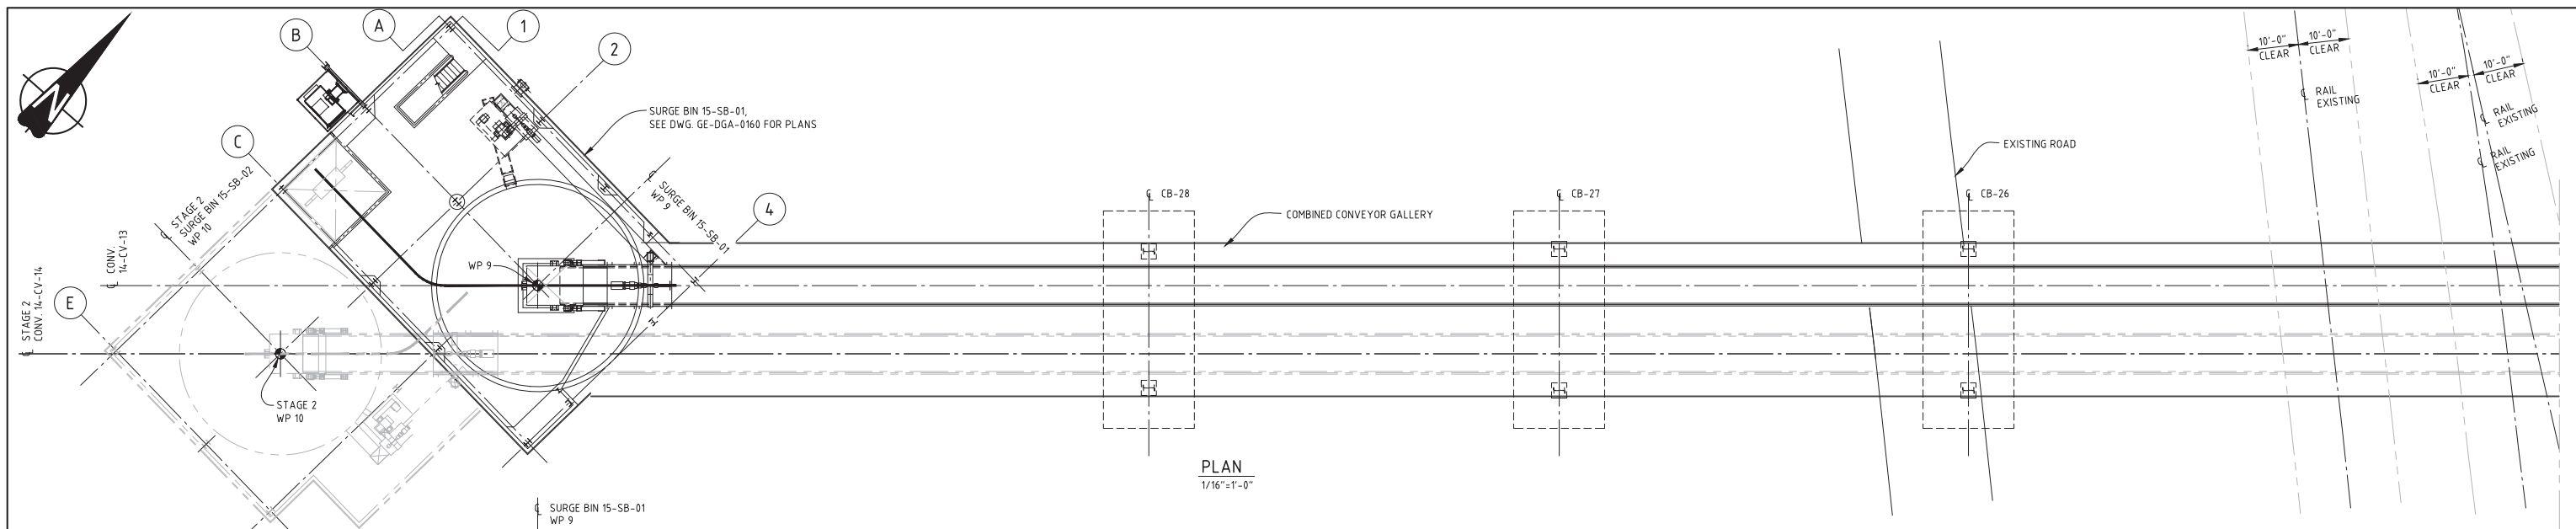 A
1
B
2
10'-0"
CLEAR
10'-0"
CLEAR
10'-0"
CLEAR
10'-0"
CLEAR
℄ RAIL
EXISTING
℄ RAIL
EXISTING
℄ RAIL
EXISTING
N
SURGE BIN 15-SB-01,
SEE DWG. GE-DGA-0160 FOR PLANS
EXISTING ROAD
C
℄ STAGE 2
SURGE BIN 15-SB-02
WP 10
℄ SURGE BIN 15-SB-01
WP 9
4
℄ CB-28
℄ CB-27
℄ CB-26
COMBINED CONVEYOR GALLERY
℄ CONV.
14-CV-13
WP 9
℄ STAGE 2
CONV. 14-CV-14
E
STAGE 2
WP 10
PLAN
1/16"=1'-0"
℄ SURGE BIN 15-SB-01
WP 9